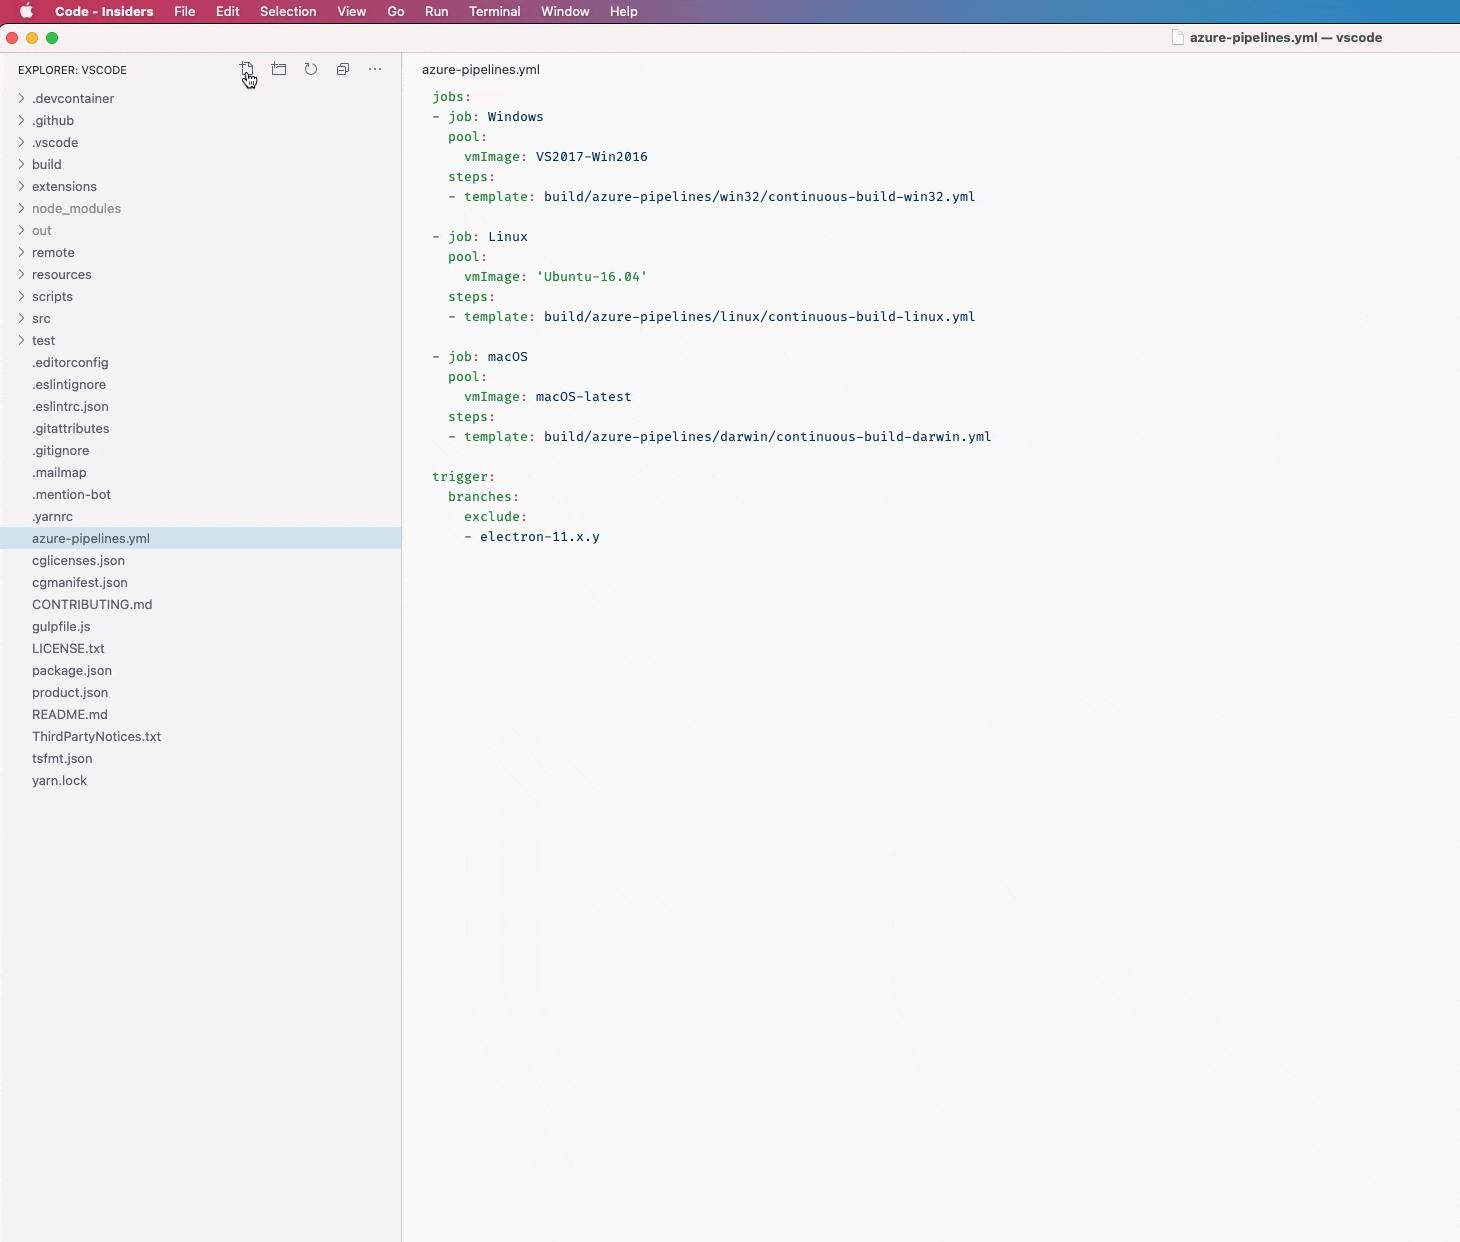 Code - Insiders File Edit Selection View Go Run Terminal Window Help
azure-pipelines.yml — vscode
EXPLORER: VSCODE
.devcontainer
.github
.vscode
build
extensions
node_modules
out
remote
resources
scripts
src
test
.editorconfig
.eslintignore
.eslintrc.json
.gitattributes
.gitignore
.mailmap
.mention-bot
.yarnrc
azure-pipelines.yml
cglicenses.json
cgmanifest.json
CONTRIBUTING.md
gulpfile.js
LICENSE.txt
package.json
product.json
README.md
ThirdPartyNotices.txt
tsfmt.json
yarn.lock
azure-pipelines.yml
jobs:
- job: Windows
  pool:
    vmImage: VS2017-Win2016
  steps:
  - template: build/azure-pipelines/win32/continuous-build-win32.yml
- job: Linux
  pool:
    vmImage: 'Ubuntu-16.04'
  steps:
  - template: build/azure-pipelines/linux/continuous-build-linux.yml
- job: macOS
  pool:
    vmImage: macOS-latest
  steps:
  - template: build/azure-pipelines/darwin/continuous-build-darwin.yml
trigger:
  branches:
    exclude:
    - electron-11.x.y